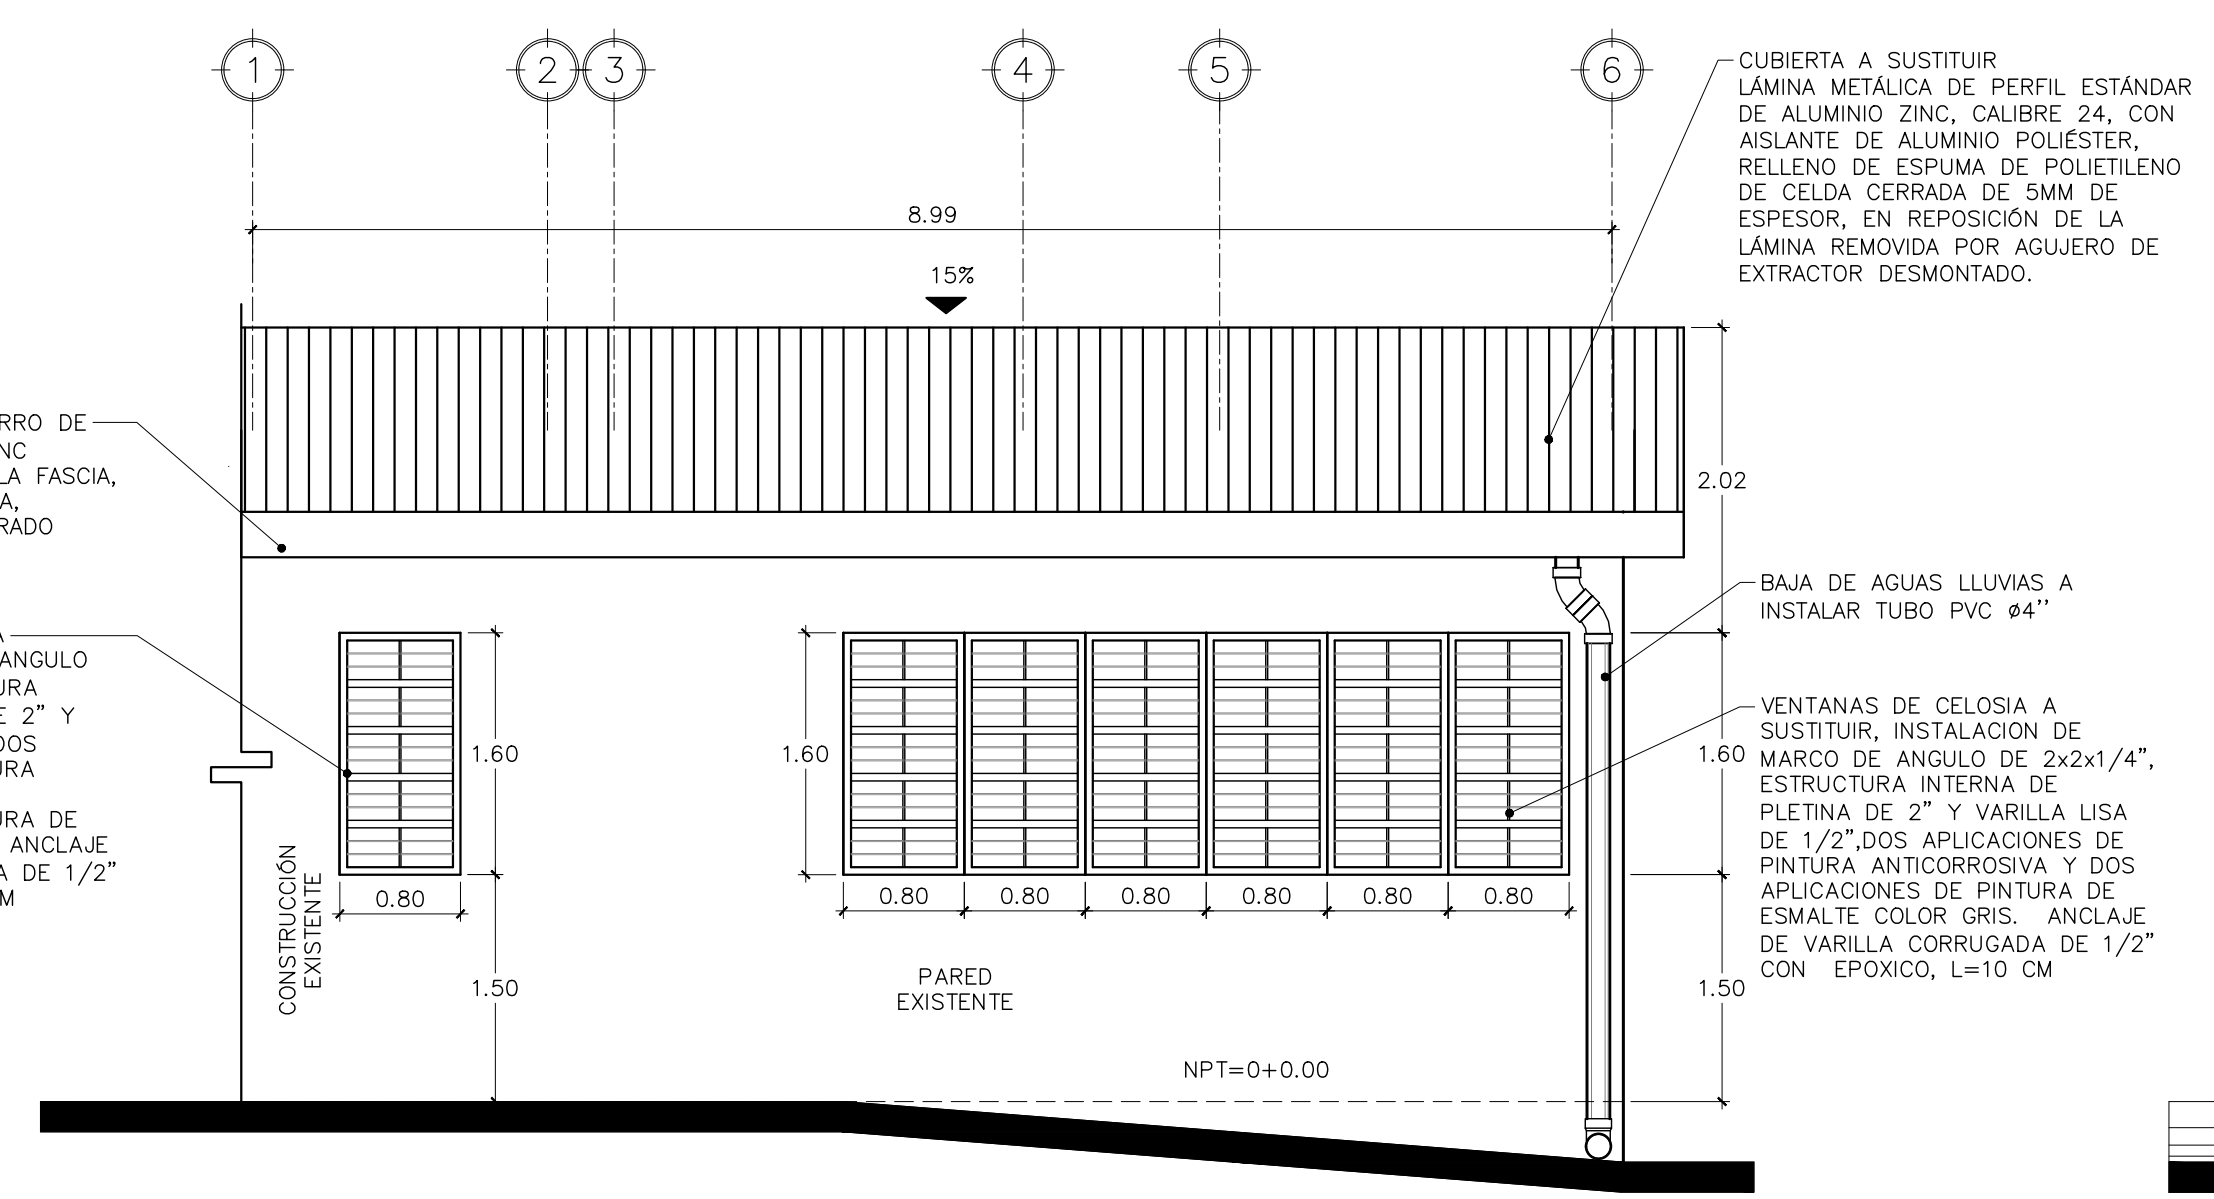 1
2
3
4
5
6
8.99
15%
CUBIERTA A SUSTITUIR
LÁMINA METÁLICA DE PERFIL ESTÁNDAR
DE ALUMINIO ZINC, CALIBRE 24, CON
AISLANTE DE ALUMINIO POLIÉSTER,
RELLENO DE ESPUMA DE POLIETILENO
DE CELDA CERRADA DE 5MM DE
ESPESOR, EN REPOSICIÓN DE LA
LÁMINA REMOVIDA POR AGUJERO DE
EXTRACTOR DESMONTADO.
RRO DE
NC
LA FASCIA,
A,
RADO
2.02
BAJA DE AGUAS LLUVIAS A
INSTALAR TUBO PVC ø4’’
A
ANGULO
URA
E 2” Y
DOS
URA
URA DE
ANCLAJE
A DE 1/2”
M
1.60
1.60
1.60
VENTANAS DE CELOSIA A
SUSTITUIR, INSTALACION DE
MARCO DE ANGULO DE 2x2x1/4”,
ESTRUCTURA INTERNA DE
PLETINA DE 2” Y VARILLA LISA
DE 1/2”,DOS APLICACIONES DE
PINTURA ANTICORROSIVA Y DOS
APLICACIONES DE PINTURA DE
ESMALTE COLOR GRIS. ANCLAJE
DE VARILLA CORRUGADA DE 1/2”
CON EPOXICO, L=10 CM
0.80
0.80
0.80
0.80
0.80
0.80
0.80
CONSTRUCCIÓN
EXISTENTE
1.50
PARED
EXISTENTE
1.50
NPT=0+0.00